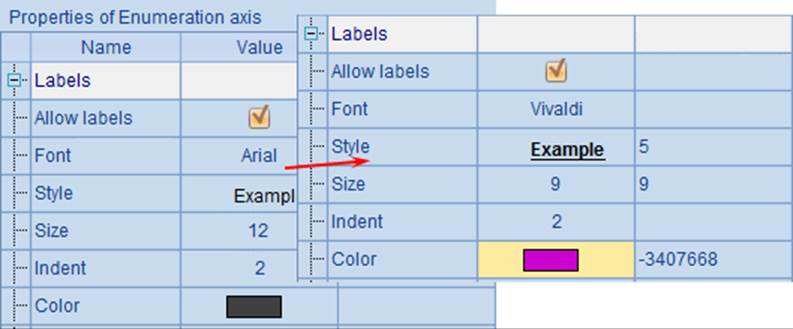 Properties of Enumeration axis
Name Value
Labels
Allow labels
Font Arial
Style Exampl
Size 12
Indent 2
Color
Labels
Allow labels
Font Vivaldi
Style Example 5
Size 9 9
Indent 2
Color -3407668